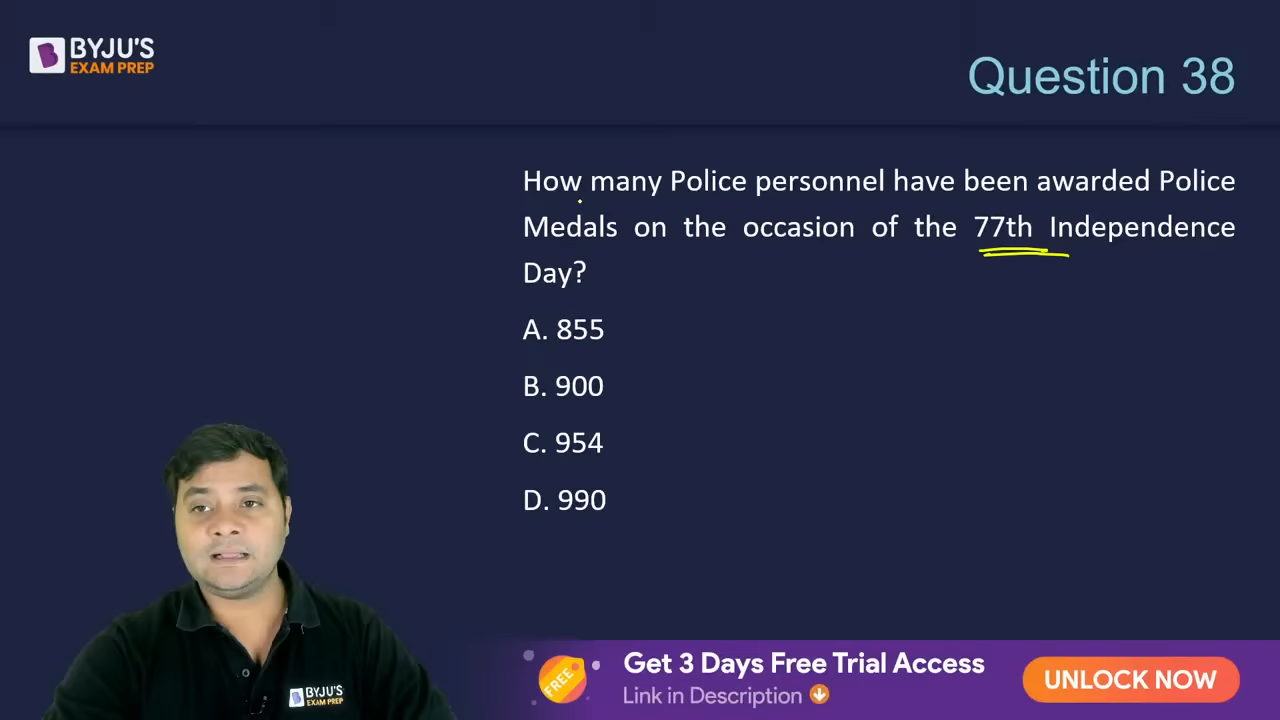 BYJU'S
EXAM PREP
Question 38
How many Police personnel have been awarded Police
Medals on the occasion of the 77th Independence
Day?
A. 855
B. 900
C. 954
D. 990
BYJU'S
EXAM PREP
FREE
Get 3 Days Free Trial Access
Link in Description
UNLOCK NOW